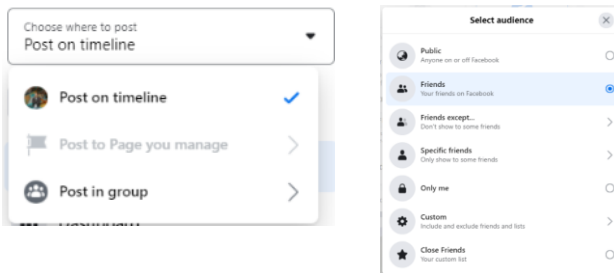 Choose where to post
Post on timeline
Post on timeline
Post to Page you manage
Post in group
Select audience
Public
Anyone on or off Facebook
Friends
Your friends on Facebook
Friends except...
Don't show to some friends
Specific friends
Only show to some friends
Only me
Custom
Include and exclude friends and lists
Close Friends
Your custom list